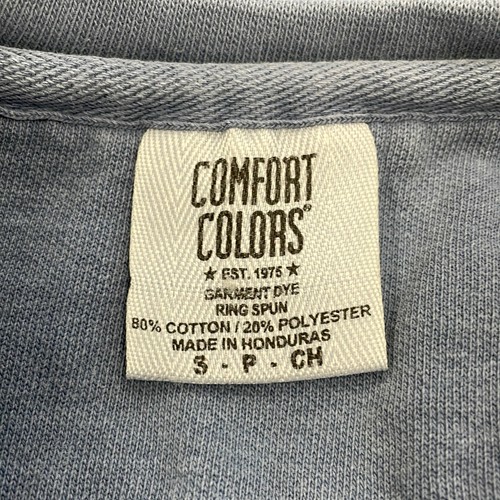 COMFORT
COLORS®
★ EST. 1975 ★
GARMENT DYE
RING SPUN
80% COTTON / 20% POLYESTER
MADE IN HONDURAS
S - P - CH